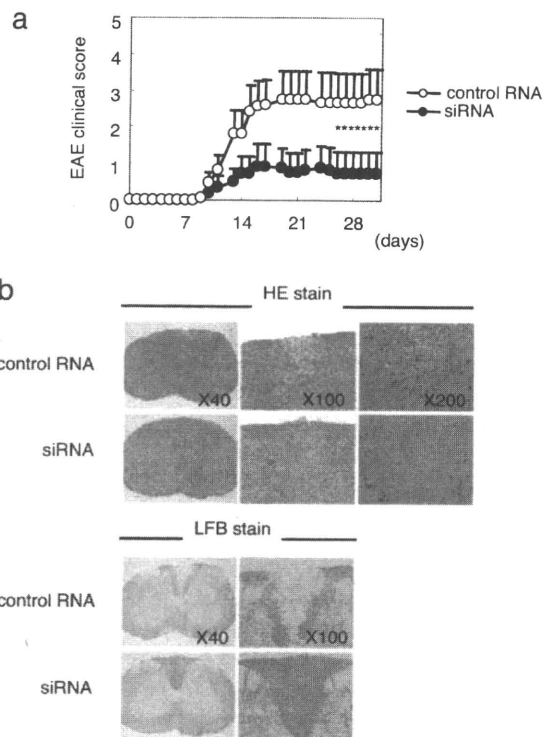 a
5
4
3
2
1
0
EAE clinical score
0 7 14 21 28
(days)
control RNA
siRNA
*******
b
HE stain
control RNA
X40 X100 X200
siRNA
LFB stain
control RNA
X40 X100
siRNA